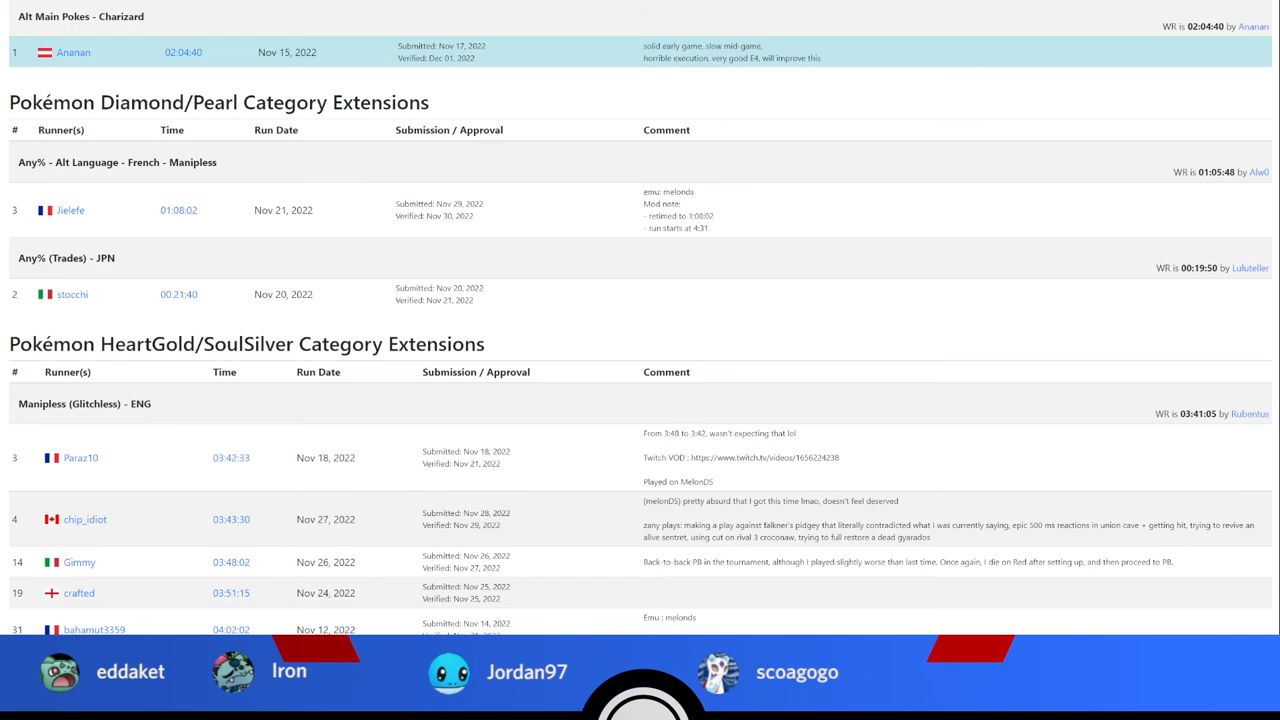 Alt Main Pokes - Charizard
WR is 02:04:40 by Ananan
1 Ananan 02:04:40 Nov 15, 2022 Submitted: Nov 17, 2022 solid early game, slow mid-game,
Verified: Dec 01, 2022 horrible execution, very good E4, will improve this
Pokémon Diamond/Pearl Category Extensions
# Runner(s) Time Run Date Submission / Approval Comment
Any% - Alt Language - French - Manipless
WR is 01:05:48 by Alw0
emu: melonds
Submitted: Nov 29, 2022 Mod note:
3 Jielefe 01:08:02 Nov 21, 2022
Verified: Nov 30, 2022 - retimed to 1:08:02
- run starts at 4:31
Any% (Trades) - JPN
WR is 00:19:50 by Luluteller
2 stocchi 00:21:40 Nov 20, 2022 Submitted: Nov 20, 2022
Verified: Nov 21, 2022
Pokémon HeartGold/SoulSilver Category Extensions
# Runner(s) Time Run Date Submission / Approval Comment
Manipless (Glitchless) - ENG
WR is 03:41:05 by Rubentus
From 3:48 to 3:42, wasn't expecting that lol
3 Paraz10 03:42:33 Nov 18, 2022 Submitted: Nov 18, 2022
Verified: Nov 21, 2022
Twitch VOD : https://www.twitch.tv/videos/1656224238
Played on MelonDS
(melonDS) pretty absurd that I got this time lmao, doesn't feel deserved
4 chip_idiot 03:43:30 Nov 27, 2022 Submitted: Nov 28, 2022
Verified: Nov 29, 2022
zany plays: making a play against falkner's pidgey that literally contradicted what I was currently saying, epic 500 ms reactions in union cave + getting hit, trying to revive an
alive sentret, using cut on rival 3 croconaw, trying to full restore a dead gyarados
14 Gimmy 03:48:02 Nov 26, 2022 Submitted: Nov 26, 2022
Verified: Nov 27, 2022
Back-to-back PB in the tournament, although I played slightly worse than last time. Once again, I die on Red after setting up, and then proceed to PB.
19 crafted 03:51:15 Nov 24, 2022 Submitted: Nov 25, 2022
Verified: Nov 25, 2022
Emu : melonds
31 bahamut3359 04:02:02 Nov 12, 2022 Submitted: Nov 14, 2022
eddaket Iron Jordan97 scoagogo